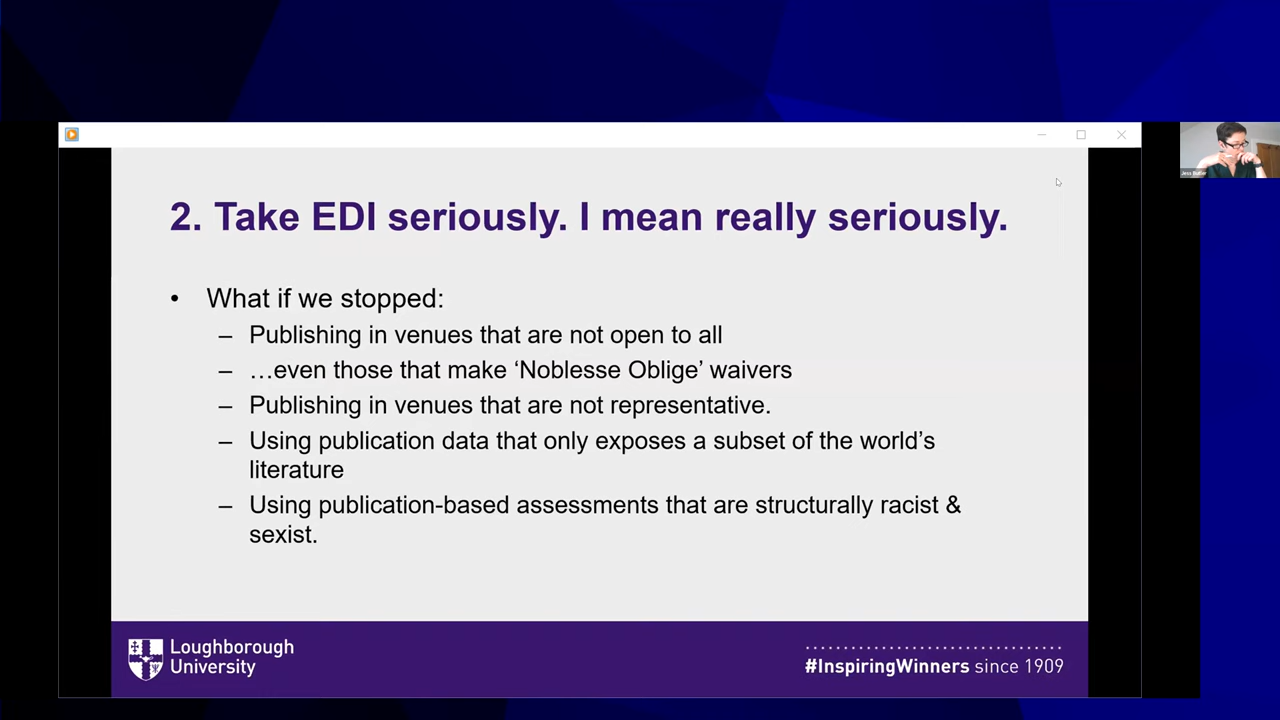 Jess Butler
2. Take EDI seriously. I mean really seriously.
• What if we stopped:
– Publishing in venues that are not open to all
– …even those that make ‘Noblesse Oblige’ waivers
– Publishing in venues that are not representative.
– Using publication data that only exposes a subset of the world’s
literature
– Using publication-based assessments that are structurally racist &
sexist.
Loughborough
University
#InspiringWinners since 1909